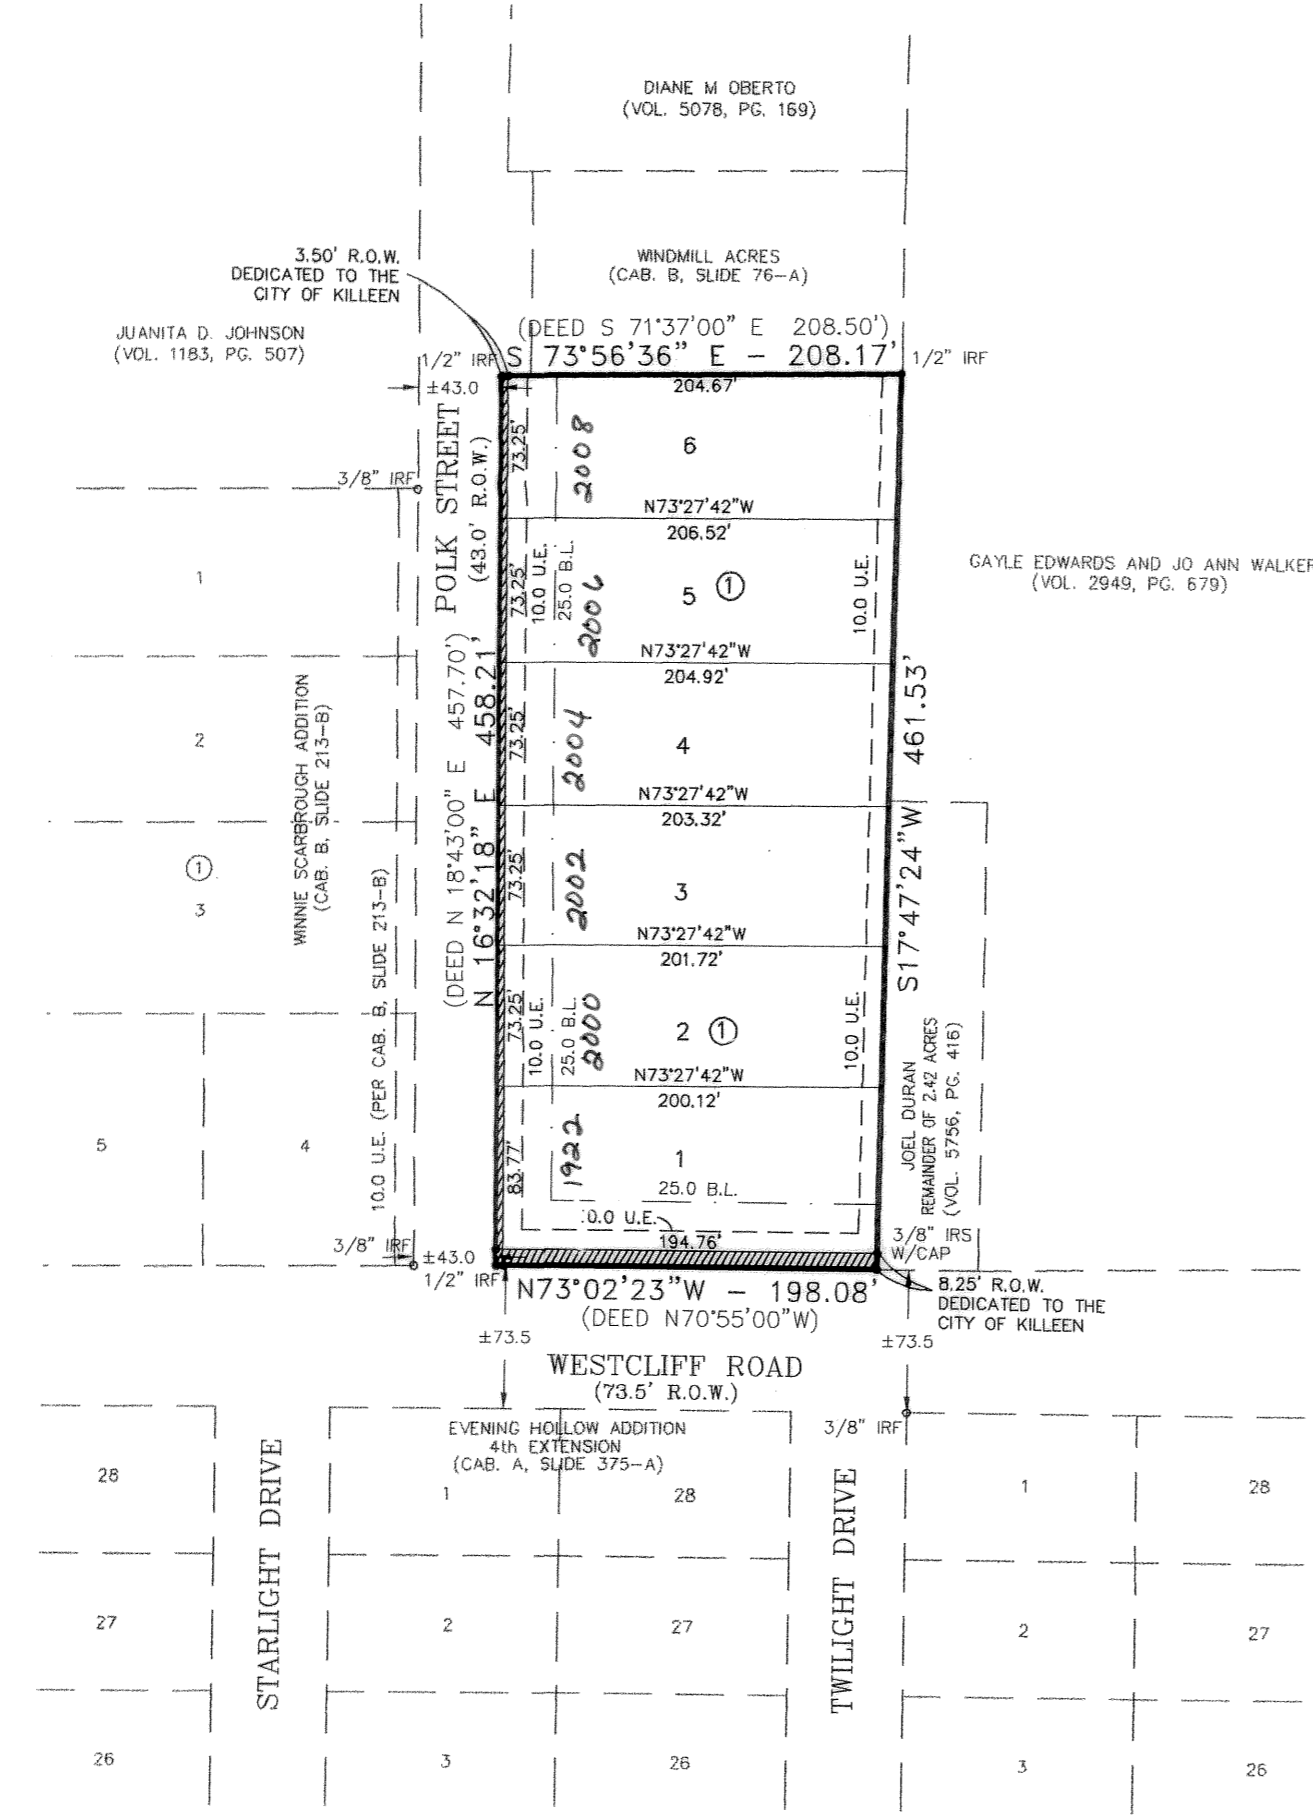 DIANE M OBERTO
(VOL. 5078, PG. 169)
3.50' R.O.W.
DEDICATED TO THE
CITY OF KILLEEN
WINDMILL ACRES
(CAB. B, SLIDE 76-A)
JUANITA D. JOHNSON
(VOL. 1183, PG. 507)
(DEED S 71°37'00" E 208.50')
1/2" IRF
S 73°56'36" E - 208.17'
1/2" IRF
±43.0
204.67'
POLK STREET
(43.0' R.O.W.)
3/8" IRF
73.25'
2008
6
N73°27'42"W
206.52'
73.25'
10.0 U.E.
25.0 B.L.
2006
5
1
10.0 U.E.
GAYLE EDWARDS AND JO ANN WALKER
(VOL. 2949, PG. 679)
1
N73°27'42"W
204.92'
73.25'
2004
4
461.53'
N 16°32'18" E 458.21'
(DEED N 18°43'00" E 457.70')
2
WINNIE SCARBROUGH ADDITION
(CAB. B, SLIDE 213-B)
N73°27'42"W
203.32'
73.25'
2002
3
S17°47'24"W
1
3
10.0 U.E. (PER CAB. B, SLIDE 213-B)
N73°27'42"W
201.72'
73.25'
10.0 U.E.
25.0 B.L.
2000
2
1
10.0 U.E.
N73°27'42"W
200.12'
JOEL DURAN
REMAINDER OF 2.42 ACRES
(VOL. 5756, PG. 416)
5
4
83.77'
1922
1
25.0 B.L.
:0.0 U.E.
194.76'
3/8" IRF
±43.0
1/2" IRF
3/8" IRS
W/CAP
N73°02'23"W - 198.08'
(DEED N70°55'00"W)
8.25' R.O.W.
DEDICATED TO THE
CITY OF KILLEEN
±73.5
±73.5
WESTCLIFF ROAD
(73.5' R.O.W.)
EVENING HOLLOW ADDITION
4th EXTENSION
(CAB. A, SLIDE 375-A)
3/8" IRF
STARLIGHT DRIVE
TWILIGHT DRIVE
28
1
28
1
28
27
2
27
2
27
26
3
26
3
26